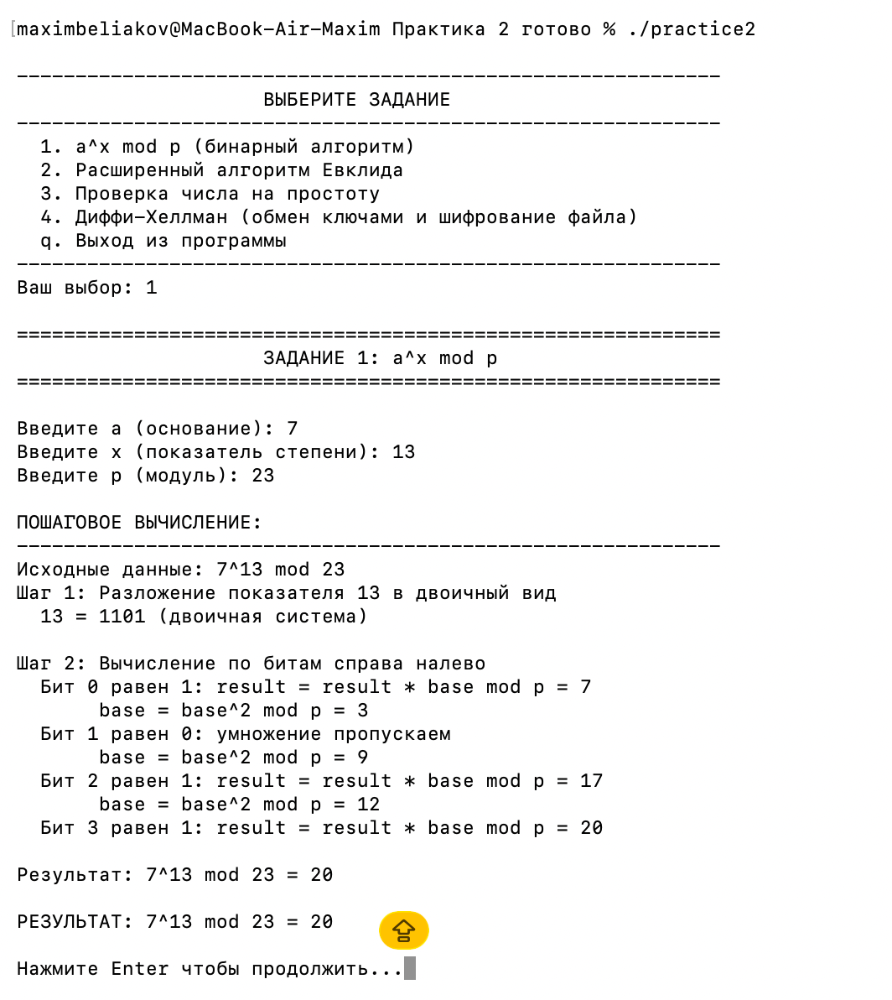 [maximbeliakov@MacBook-Air-Maxim Практика 2 готово % ./practice2
------------------------------------------------------------
ВЫБЕРИТЕ ЗАДАНИЕ
------------------------------------------------------------
1. a^x mod p (бинарный алгоритм)
2. Расширенный алгоритм Евклида
3. Проверка числа на простоту
4. Диффи-Хеллман (обмен ключами и шифрование файла)
q. Выход из программы
------------------------------------------------------------
Ваш выбор: 1
============================================================
ЗАДАНИЕ 1: a^x mod p
============================================================
Введите a (основание): 7
Введите x (показатель степени): 13
Введите p (модуль): 23
ПОШАГОВОЕ ВЫЧИСЛЕНИЕ:
------------------------------------------------------------
Исходные данные: 7^13 mod 23
Шаг 1: Разложение показателя 13 в двоичный вид
13 = 1101 (двоичная система)
Шаг 2: Вычисление по битам справа налево
Бит 0 равен 1: result = result * base mod p = 7
base = base^2 mod p = 3
Бит 1 равен 0: умножение пропускаем
base = base^2 mod p = 9
Бит 2 равен 1: result = result * base mod p = 17
base = base^2 mod p = 12
Бит 3 равен 1: result = result * base mod p = 20
Результат: 7^13 mod 23 = 20
РЕЗУЛЬТАТ: 7^13 mod 23 = 20
Нажмите Enter чтобы продолжить...